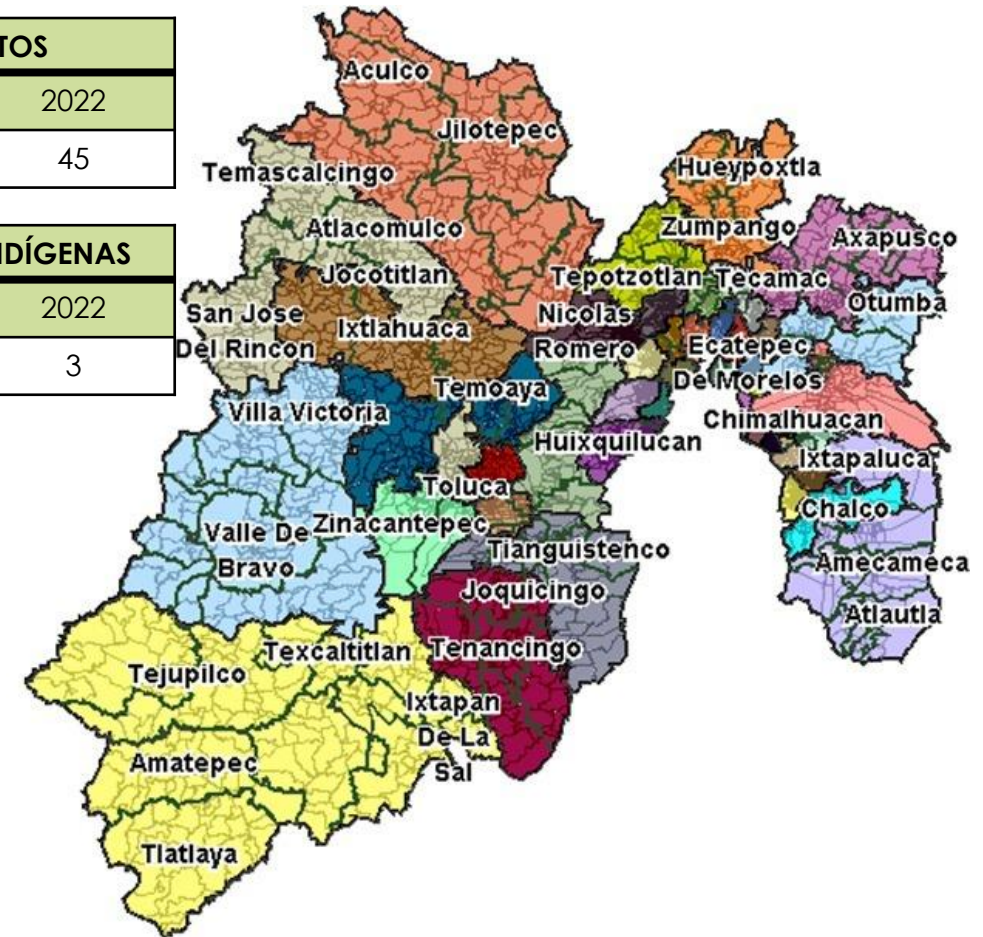 TOS
2022
45
NDÍGENAS
2022
3
Aculco
Jilotepec
Temascalcingo
Hueypoxtla
Atlacomulco
Zumpango
Axapusco
Jocotitlan
Tepotzotlan
Tecamac
San Jose
Del Rincon
Ixtlahuaca
Nicolas
Romero
Otumba
Ecatepec
De Morelos
Temoaya
Villa Victoria
Chimalhuacan
Huixquilucan
Ixtapaluca
Toluca
Chalco
Valle De
Bravo
Zinacantepec
Tianguistenco
Amecameca
Joquicingo
Atlautla
Texcaltitlan
Tenancingo
Tejupilco
Ixtapan
De La
Sal
Amatepec
Tlatlaya